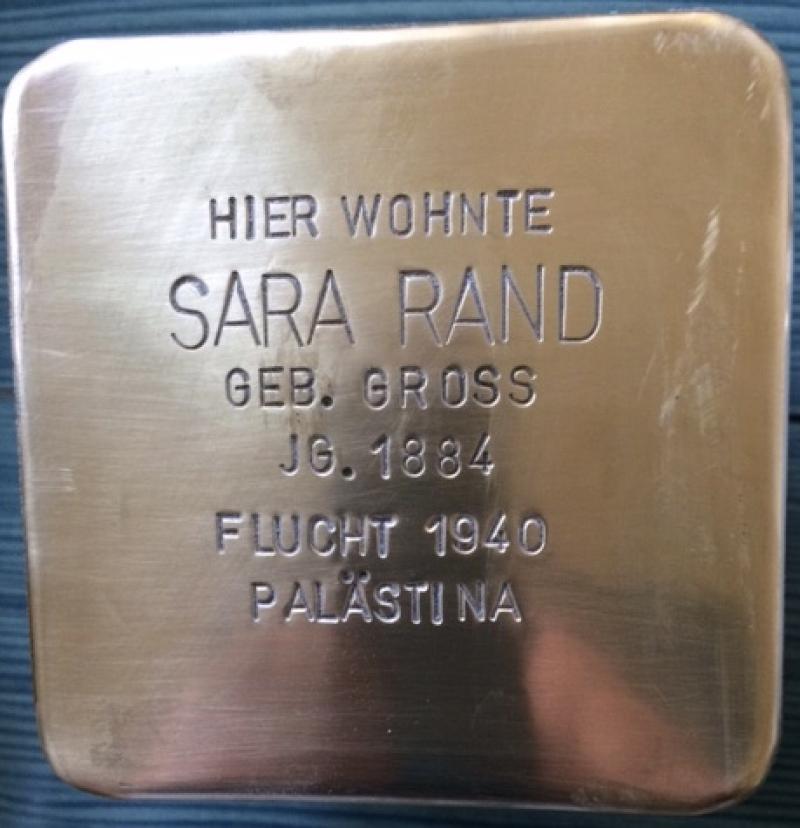 HIER WOHNTE
SARA RAND
GEB. GROSS
JG. 1884
FLUCHT 1940
PALÄSTINA